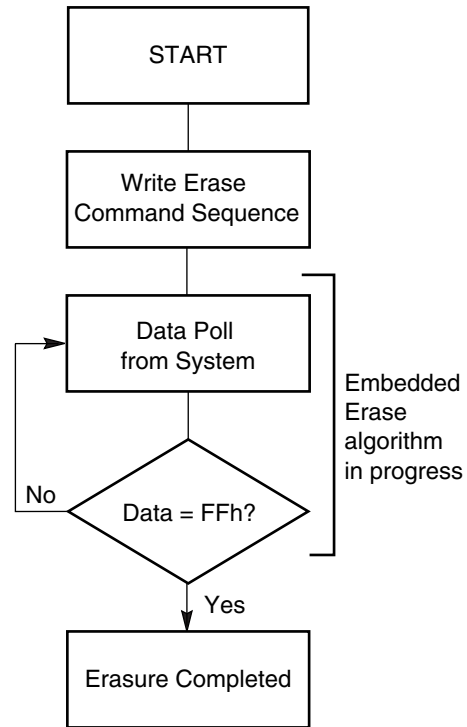 START
Write Erase
Command Sequence
Data Poll
from System
Embedded
Erase
algorithm
in progress
No
Data = FFh?
Yes
Erasure Completed